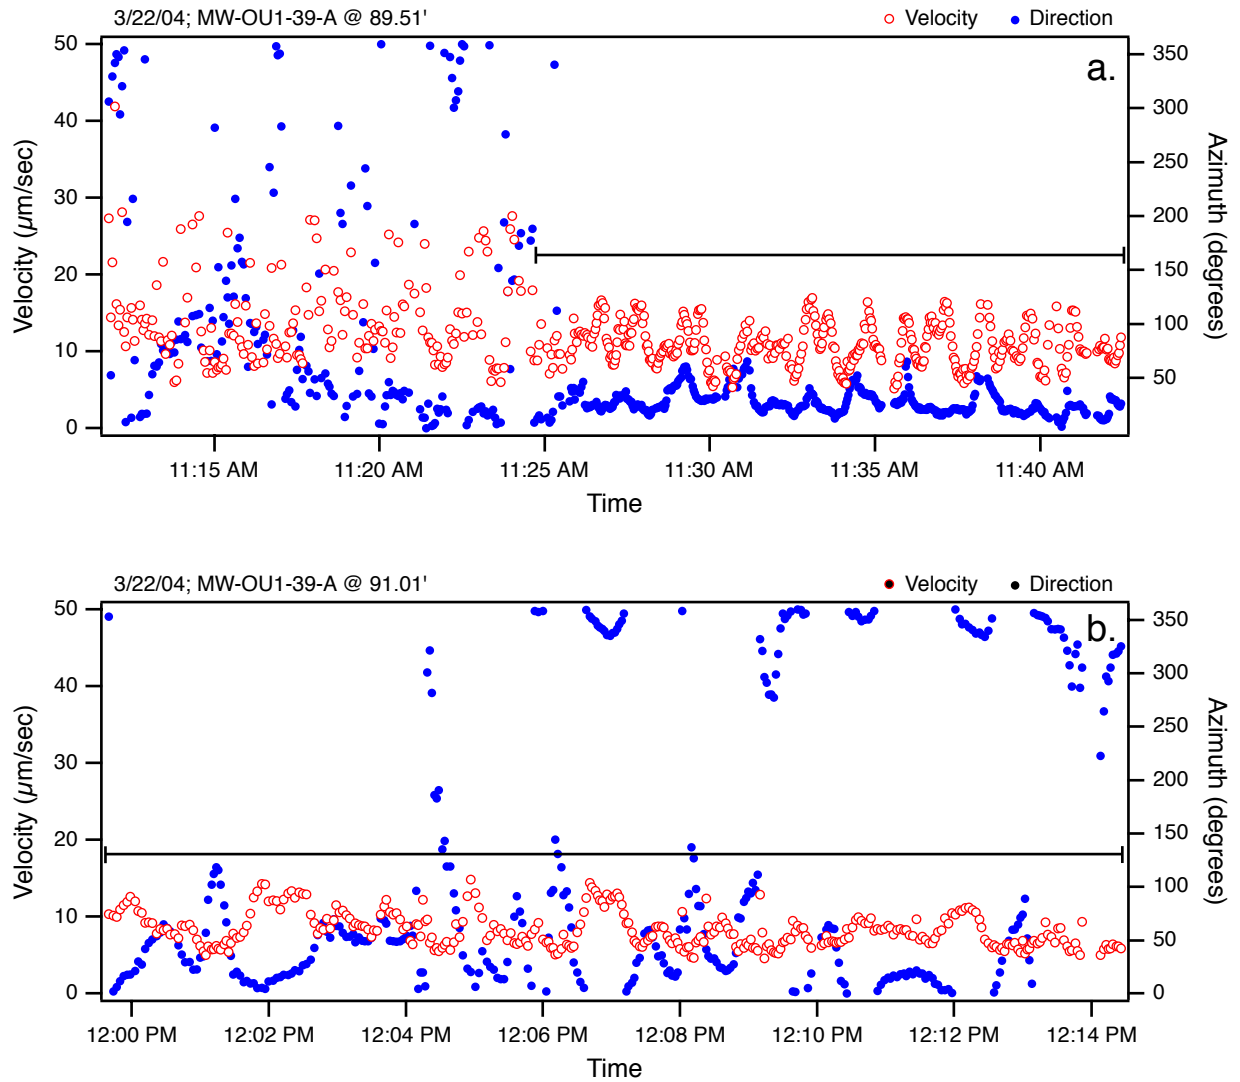 3/22/04; MW-OU1-39-A @ 89.51'
Velocity
Direction
a.
50
40
30
20
10
0
Velocity (µm/sec)
350
300
250
200
150
100
50
Azimuth (degrees)
11:15 AM
11:20 AM
11:25 AM
11:30 AM
11:35 AM
11:40 AM
Time
3/22/04; MW-OU1-39-A @ 91.01'
Velocity
Direction
b.
50
40
30
20
10
0
Velocity (µm/sec)
350
300
250
200
150
100
50
0
Azimuth (degrees)
12:00 PM
12:02 PM
12:04 PM
12:06 PM
12:08 PM
12:10 PM
12:12 PM
12:14 PM
Time